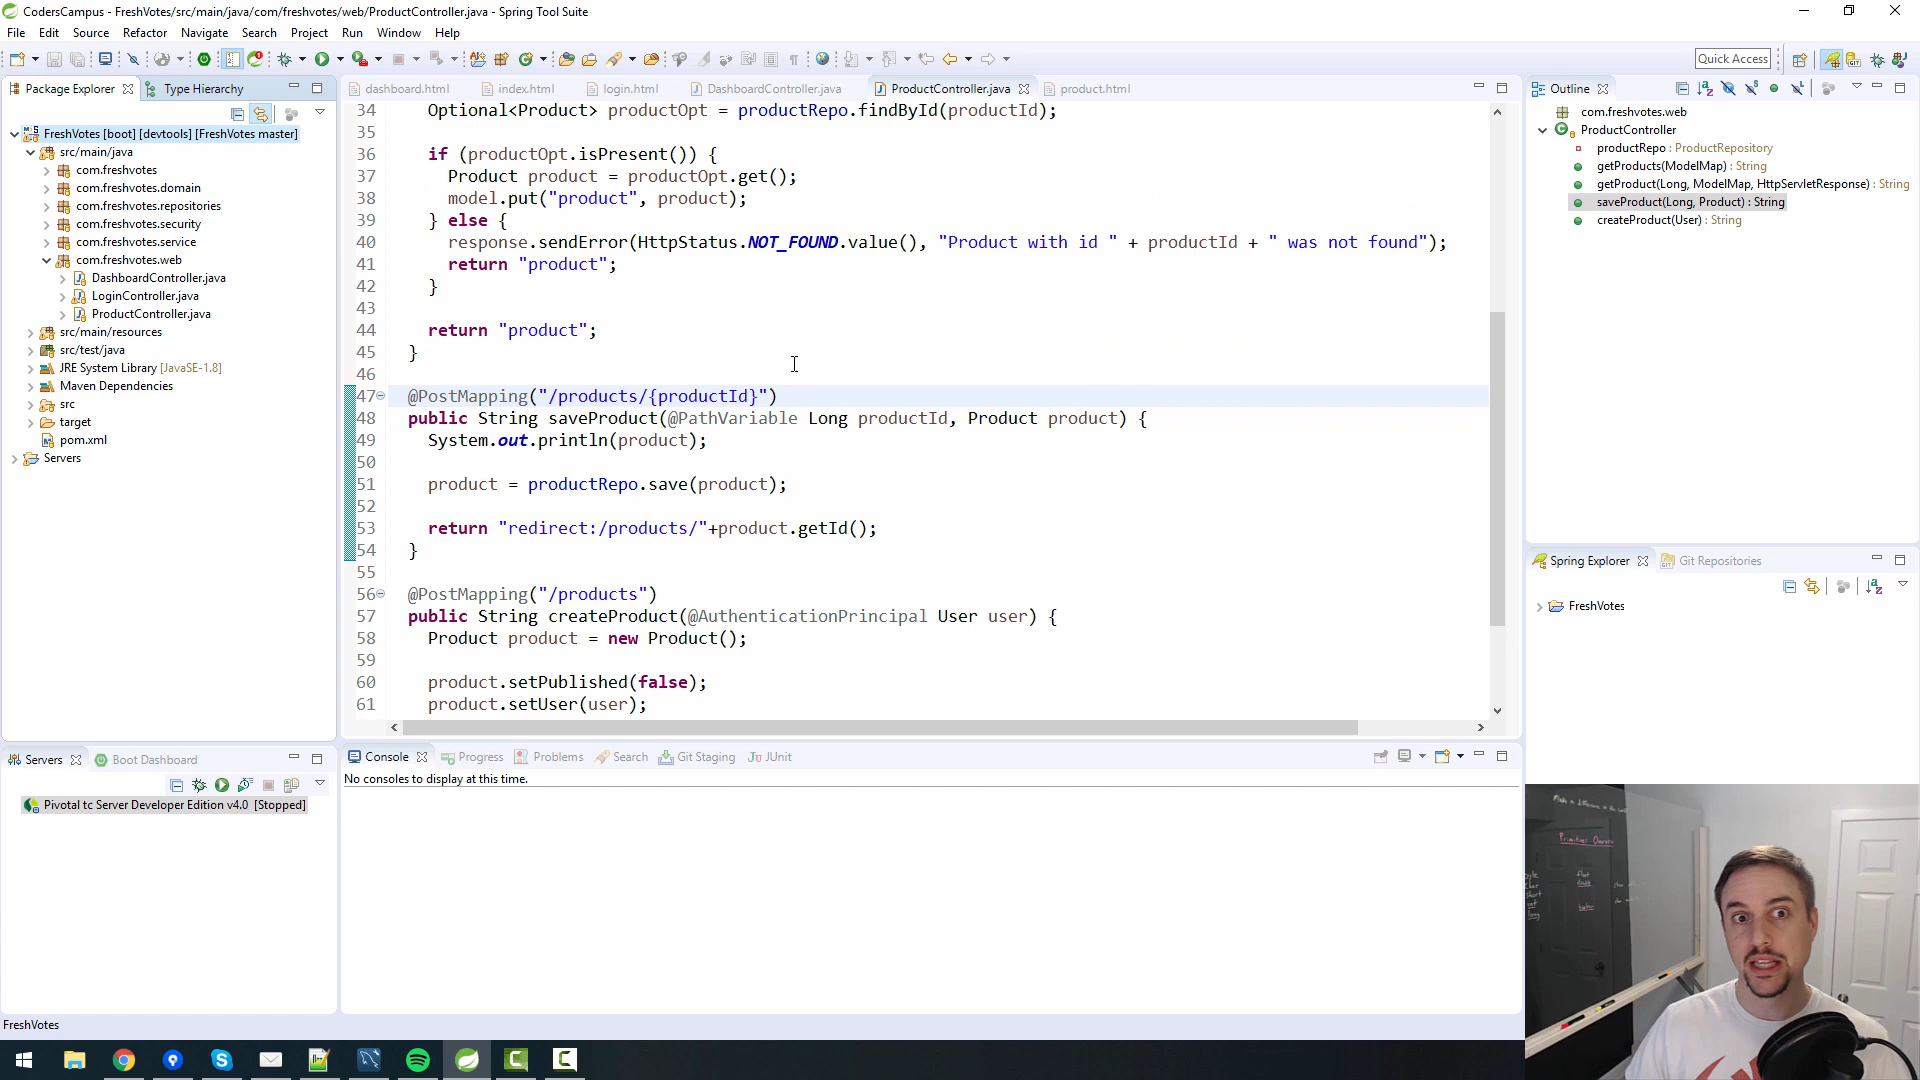 CodersCampus - FreshVotes/src/main/java/com/freshvotes/web/ProductController.java - Spring Tool Suite
File Edit Source Refactor Navigate Search Project Run Window Help
Quick Access
Package Explorer
Type Hierarchy
FreshVotes [boot] [devtools] [FreshVotes master]
src/main/java
com.freshvotes
com.freshvotes.domain
com.freshvotes.repositories
com.freshvotes.security
com.freshvotes.service
com.freshvotes.web
DashboardController.java
LoginController.java
ProductController.java
src/main/resources
src/test/java
JRE System Library [JavaSE-1.8]
Maven Dependencies
src
target
pom.xml
Servers
dashboard.html index.html login.html DashboardController.java ProductController.java product.html
34 Optional<Product> productOpt = productRepo.findById(productId);
35
36 if (productOpt.isPresent()) {
37 Product product = productOpt.get();
38 model.put("product", product);
39 } else {
40 response.sendError(HttpStatus.NOT_FOUND.value(), "Product with id " + productId + " was not found");
41 return "product";
42 }
43
44 return "product";
45 }
46
47 @PostMapping("/products/{productId}")
48 public String saveProduct(@PathVariable Long productId, Product product) {
49 System.out.println(product);
50
51 product = productRepo.save(product);
52
53 return "redirect:/products/"+product.getId();
54 }
55
56 @PostMapping("/products")
57 public String createProduct(@AuthenticationPrincipal User user) {
58 Product product = new Product();
59
60 product.setPublished(false);
61 product.setUser(user);
Outline
com.freshvotes.web
ProductController
productRepo : ProductRepository
getProducts(ModelMap) : String
getProduct(Long, ModelMap, HttpServletResponse) : String
saveProduct(Long, Product) : String
createProduct(User) : String
Spring Explorer
Git Repositories
FreshVotes
Servers
Boot Dashboard
Pivotal tc Server Developer Edition v4.0 [Stopped]
Console Progress Problems Search Git Staging JUnit
No consoles to display at this time.
FreshVotes